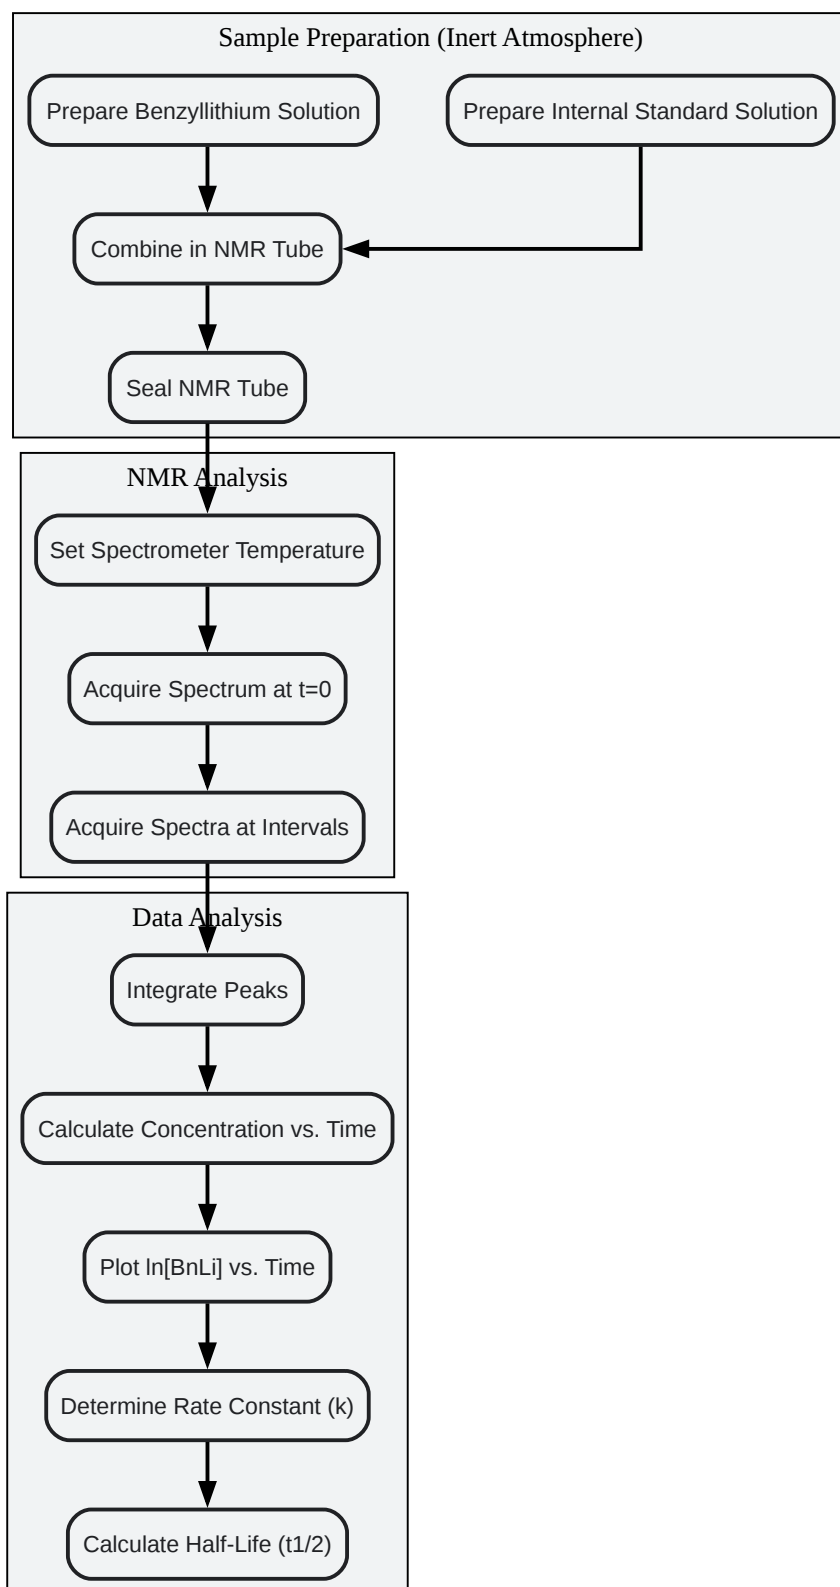 Sample Preparation (Inert Atmosphere)
Prepare Benzyllithium Solution
Prepare Internal Standard Solution
Combine in NMR Tube
Seal NMR Tube
NMR Analysis
Set Spectrometer Temperature
Acquire Spectrum at t=0
Acquire Spectra at Intervals
Data Analysis
Integrate Peaks
Calculate Concentration vs. Time
Plot ln[BnLi] vs. Time
Determine Rate Constant (k)
Calculate Half-Life (t1/2)